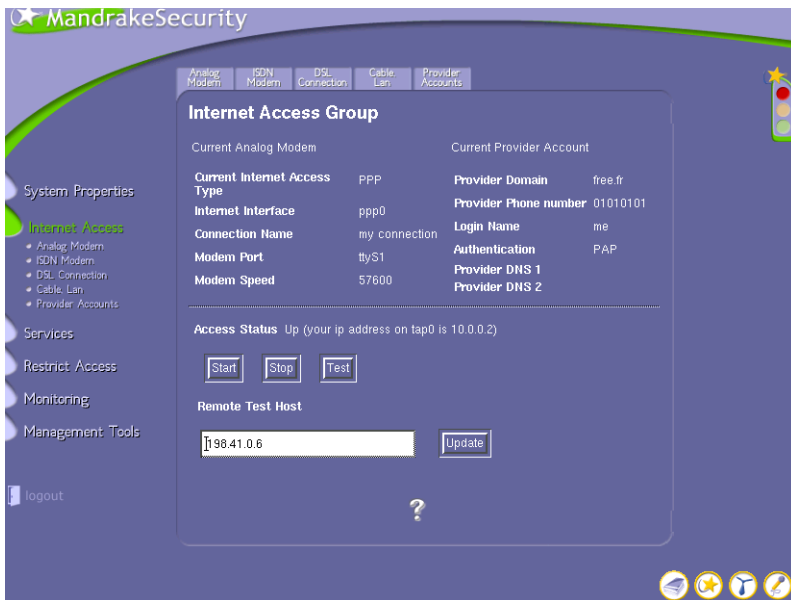 MandrakeSecurity
Analog Modem
ISDN Modem
DSL Connection
Cable, Lan
Provider Accounts
Internet Access Group
Current Analog Modem
Current Internet Access Type PPP
Internet Interface ppp0
Connection Name my connection
Modem Port ttyS1
Modem Speed 57600
Current Provider Account
Provider Domain free.fr
Provider Phone number 01010101
Login Name me
Authentication PAP
Provider DNS 1
Provider DNS 2
System Properties
Internet Access
Analog Modem
ISDN Modem
DSL Connection
Cable, Lan
Provider Accounts
Services
Restrict Access
Monitoring
Management Tools
logout
Access Status Up (your ip address on tap0 is 10.0.0.2)
Start Stop Test
Remote Test Host
198.41.0.6
Update
?